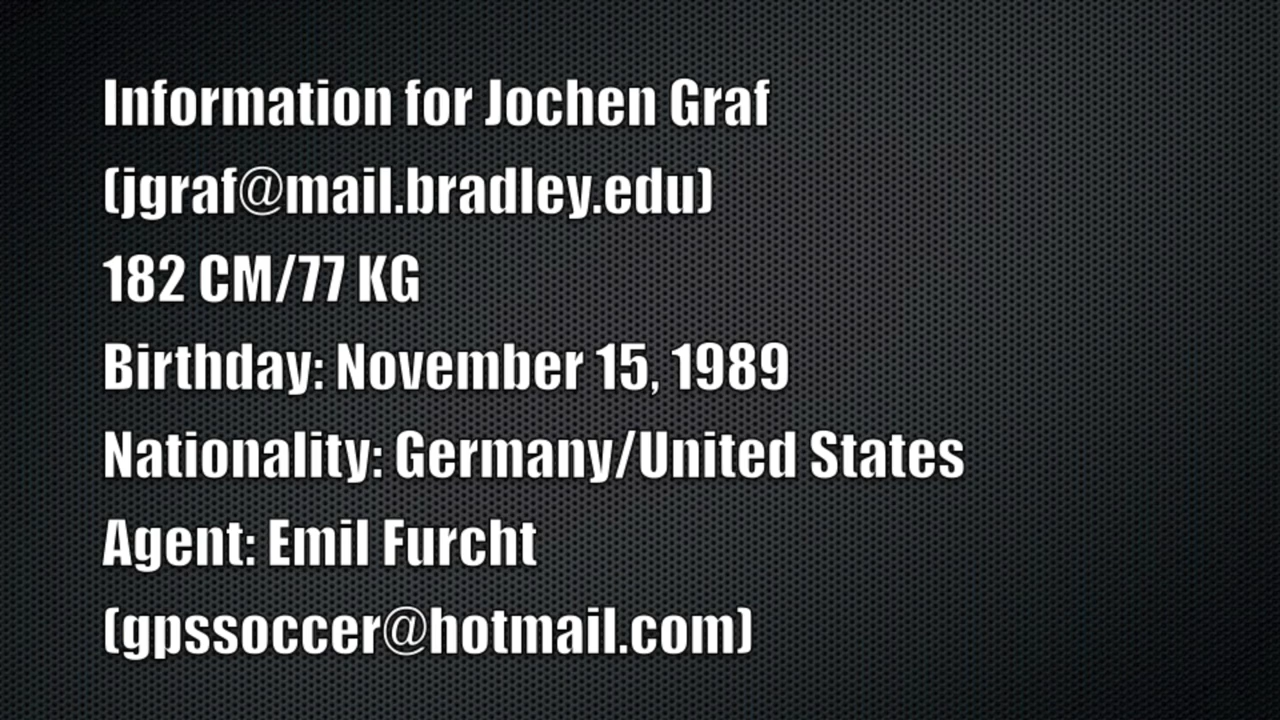 Information for Jochen Graf
(jgraf@mail.bradley.edu)
182 CM/77 KG
Birthday: November 15, 1989
Nationality: Germany/United States
Agent: Emil Furcht
(gpssoccer@hotmail.com)